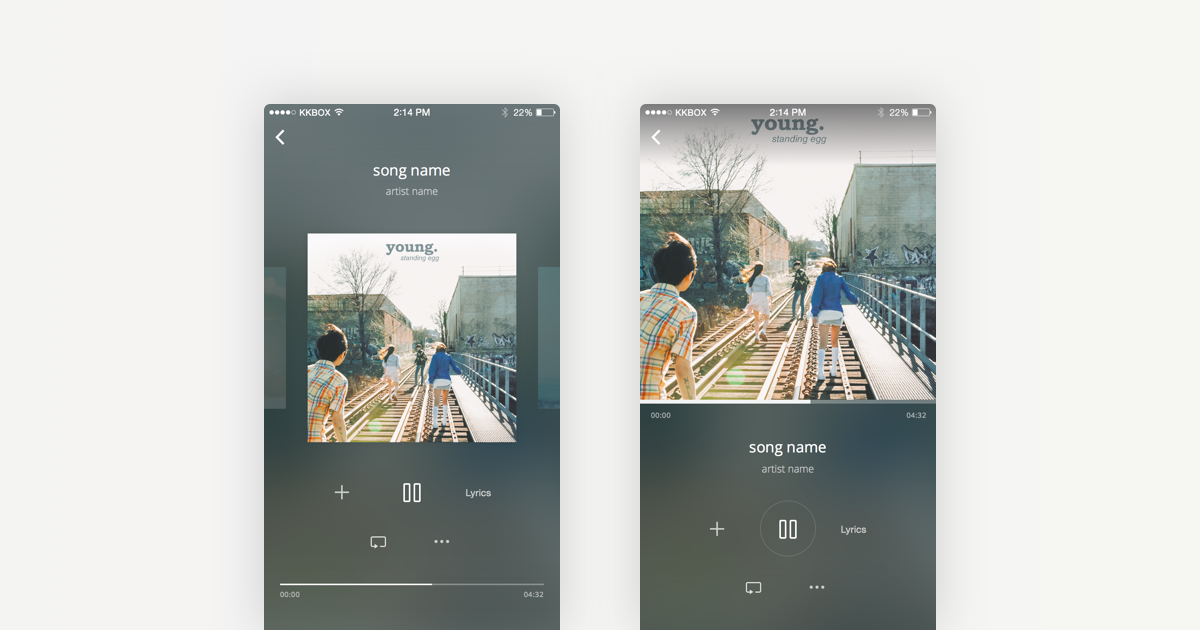 KKBOX 2:14 PM 22%
song name
artist name
young.
standing egg
Lyrics
00:00 04:32
KKBOX 2:14 PM 22%
young.
standing egg
00:00 04:32
song name
artist name
Lyrics